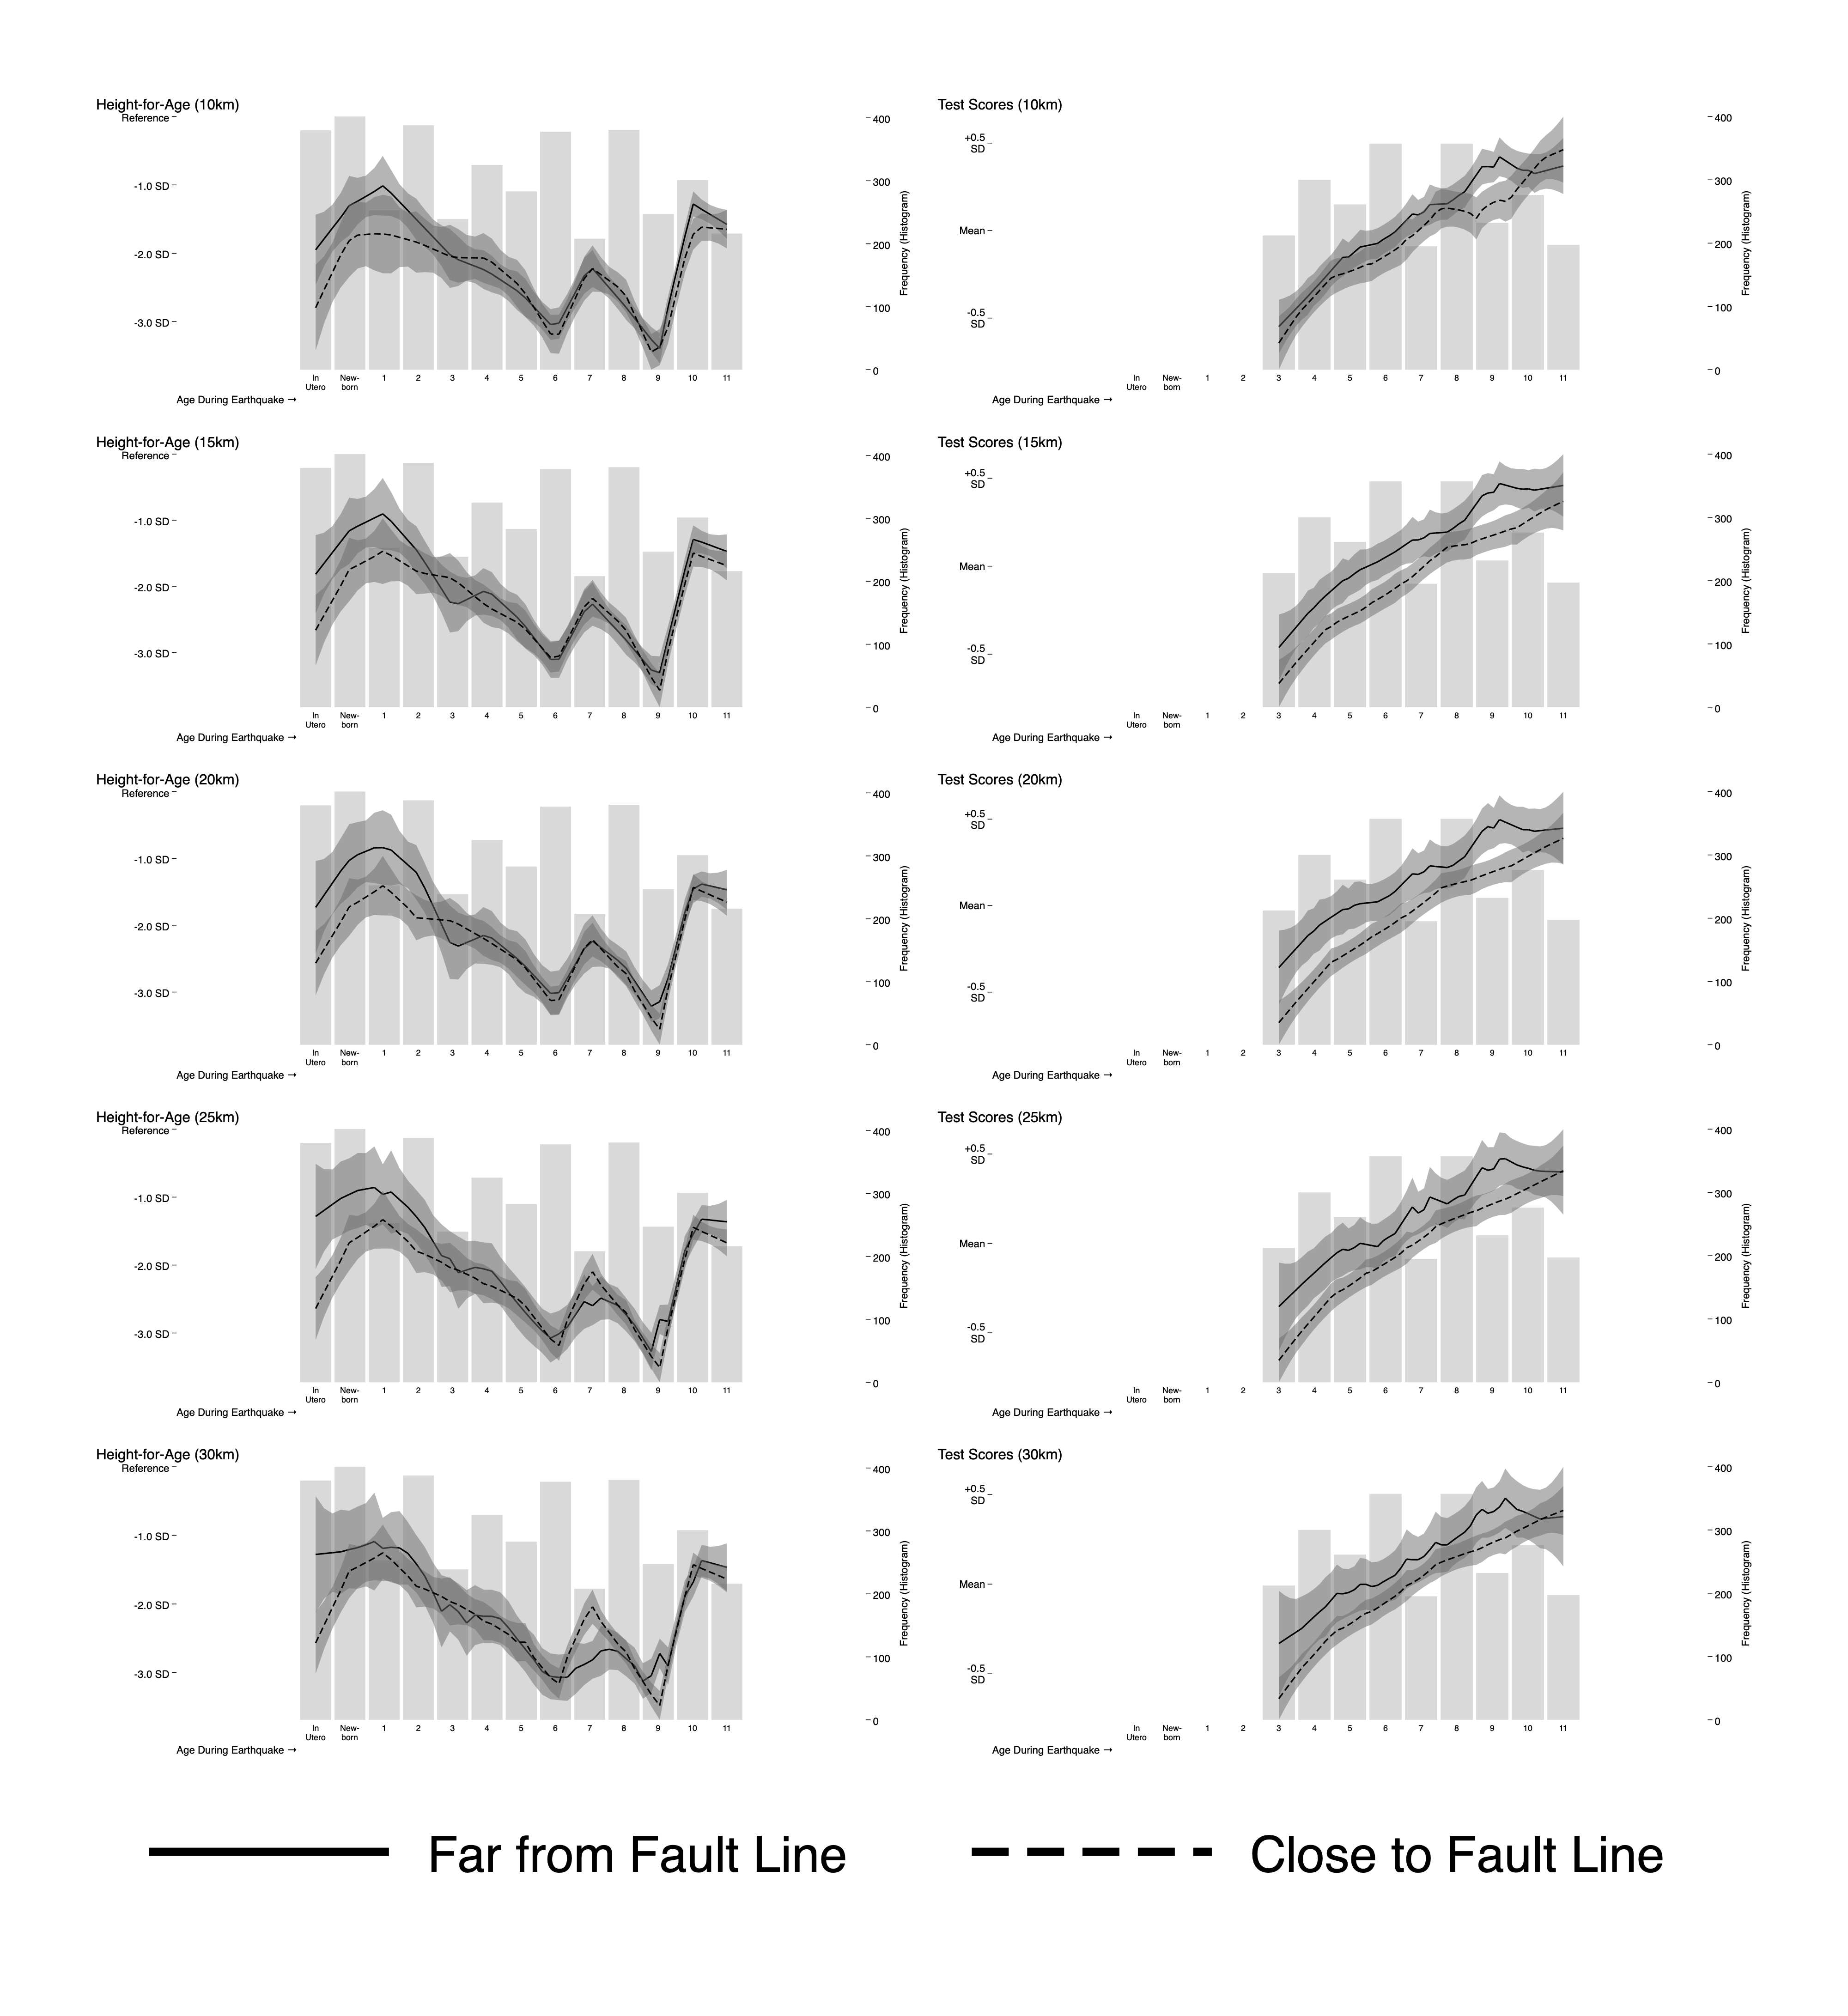 Height-for-Age (10km)
Reference
-1.0 SD
-2.0 SD
-3.0 SD
400
300
200
100
0
Frequency (Histogram)
In Utero
New-born
1 2 3 4 5 6 7 8 9 10 11
Age During Earthquake →
Test Scores (10km)
+0.5 SD
Mean
-0.5 SD
400
300
200
100
0
Frequency (Histogram)
In Utero
New-born
1 2 3 4 5 6 7 8 9 10 11
Age During Earthquake →
Height-for-Age (15km)
Reference
-1.0 SD
-2.0 SD
-3.0 SD
400
300
200
100
0
Frequency (Histogram)
In Utero
New-born
1 2 3 4 5 6 7 8 9 10 11
Age During Earthquake →
Test Scores (15km)
+0.5 SD
Mean
-0.5 SD
400
300
200
100
0
Frequency (Histogram)
In Utero
New-born
1 2 3 4 5 6 7 8 9 10 11
Age During Earthquake →
Height-for-Age (20km)
Reference
-1.0 SD
-2.0 SD
-3.0 SD
400
300
200
100
0
Frequency (Histogram)
In Utero
New-born
1 2 3 4 5 6 7 8 9 10 11
Age During Earthquake →
Test Scores (20km)
+0.5 SD
Mean
-0.5 SD
400
300
200
100
0
Frequency (Histogram)
In Utero
New-born
1 2 3 4 5 6 7 8 9 10 11
Age During Earthquake →
Height-for-Age (25km)
Reference
-1.0 SD
-2.0 SD
-3.0 SD
400
300
200
100
0
Frequency (Histogram)
In Utero
New-born
1 2 3 4 5 6 7 8 9 10 11
Age During Earthquake →
Test Scores (25km)
+0.5 SD
Mean
-0.5 SD
400
300
200
100
0
Frequency (Histogram)
In Utero
New-born
1 2 3 4 5 6 7 8 9 10 11
Age During Earthquake →
Height-for-Age (30km)
Reference
-1.0 SD
-2.0 SD
-3.0 SD
400
300
200
100
0
Frequency (Histogram)
In Utero
New-born
1 2 3 4 5 6 7 8 9 10 11
Age During Earthquake →
Test Scores (30km)
+0.5 SD
Mean
-0.5 SD
400
300
200
100
0
Frequency (Histogram)
In Utero
New-born
1 2 3 4 5 6 7 8 9 10 11
Age During Earthquake →
Far from Fault Line
Close to Fault Line